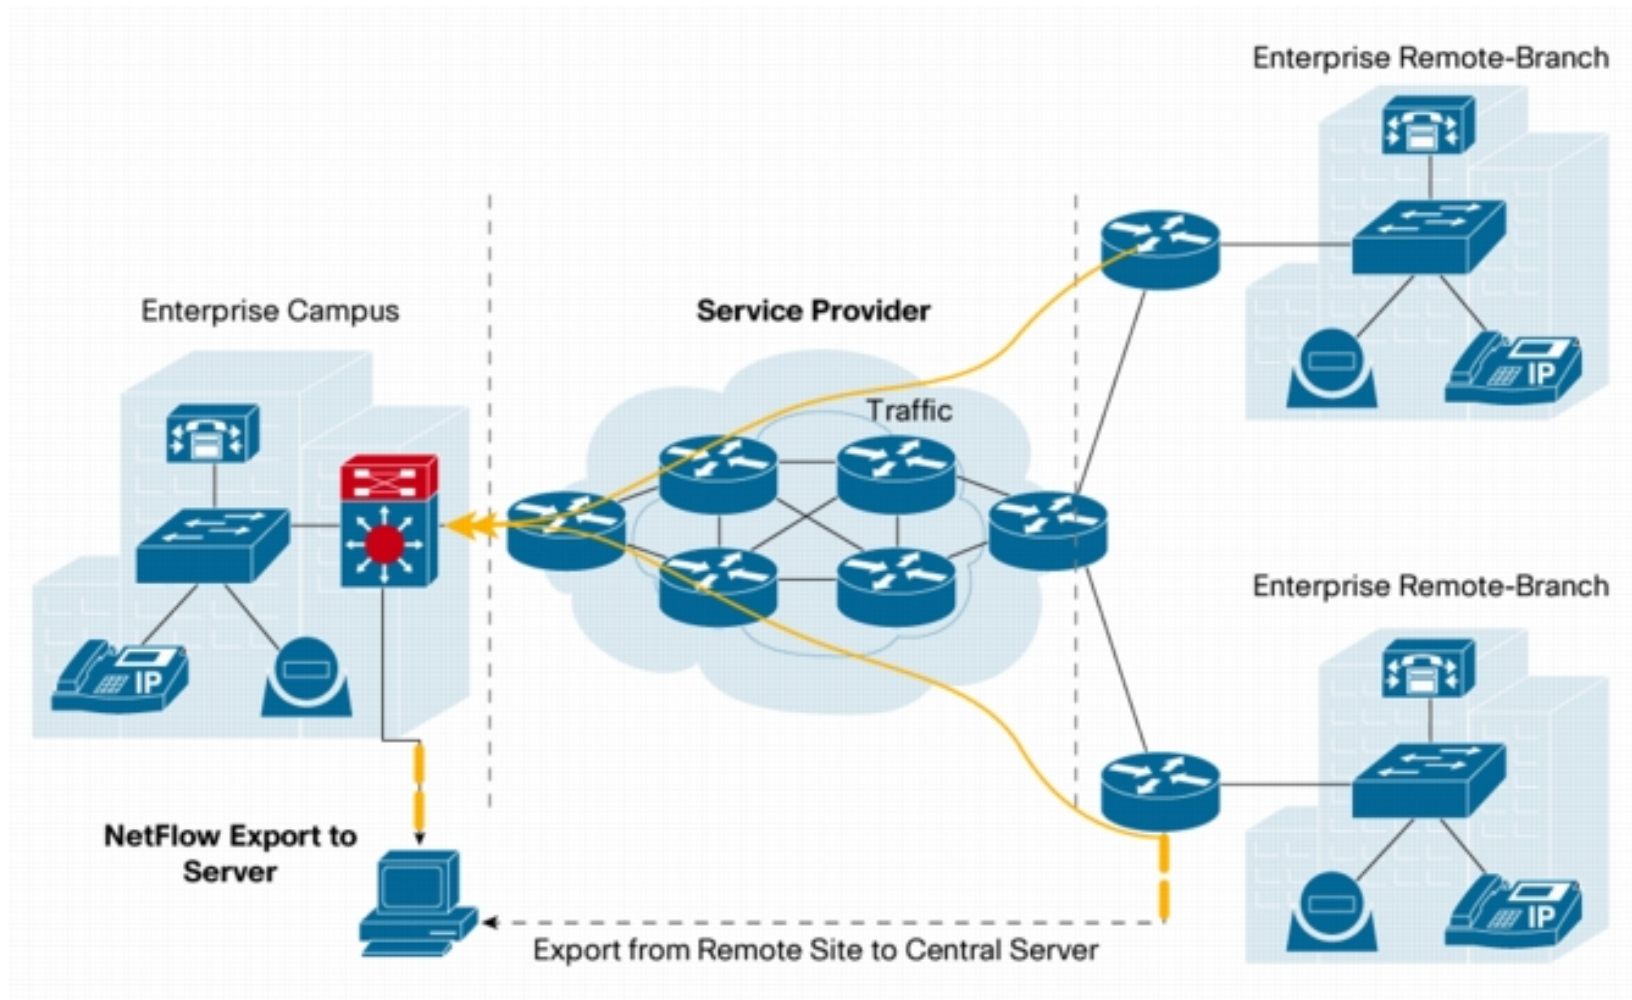 Enterprise Remote-Branch
Enterprise Campus
Service Provider
IP
Traffic
Enterprise Remote-Branch
IP
NetFlow Export to
Server
IP
Export from Remote Site to Central Server